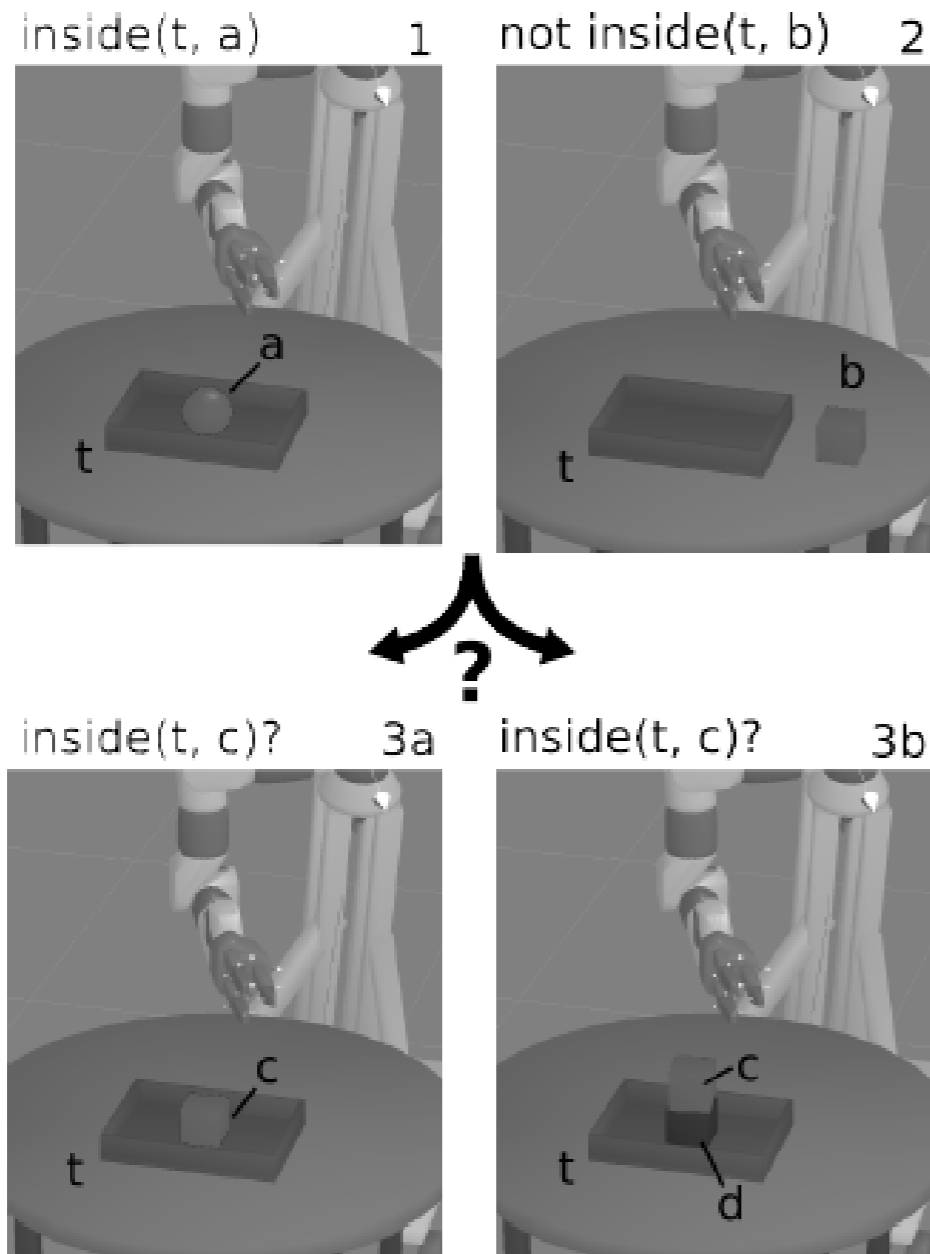 inside(t, a) 1
not inside(t, b) 2
a
t
b
t
?
inside(t, c)? 3a
inside(t, c)? 3b
c
t
c
t
d